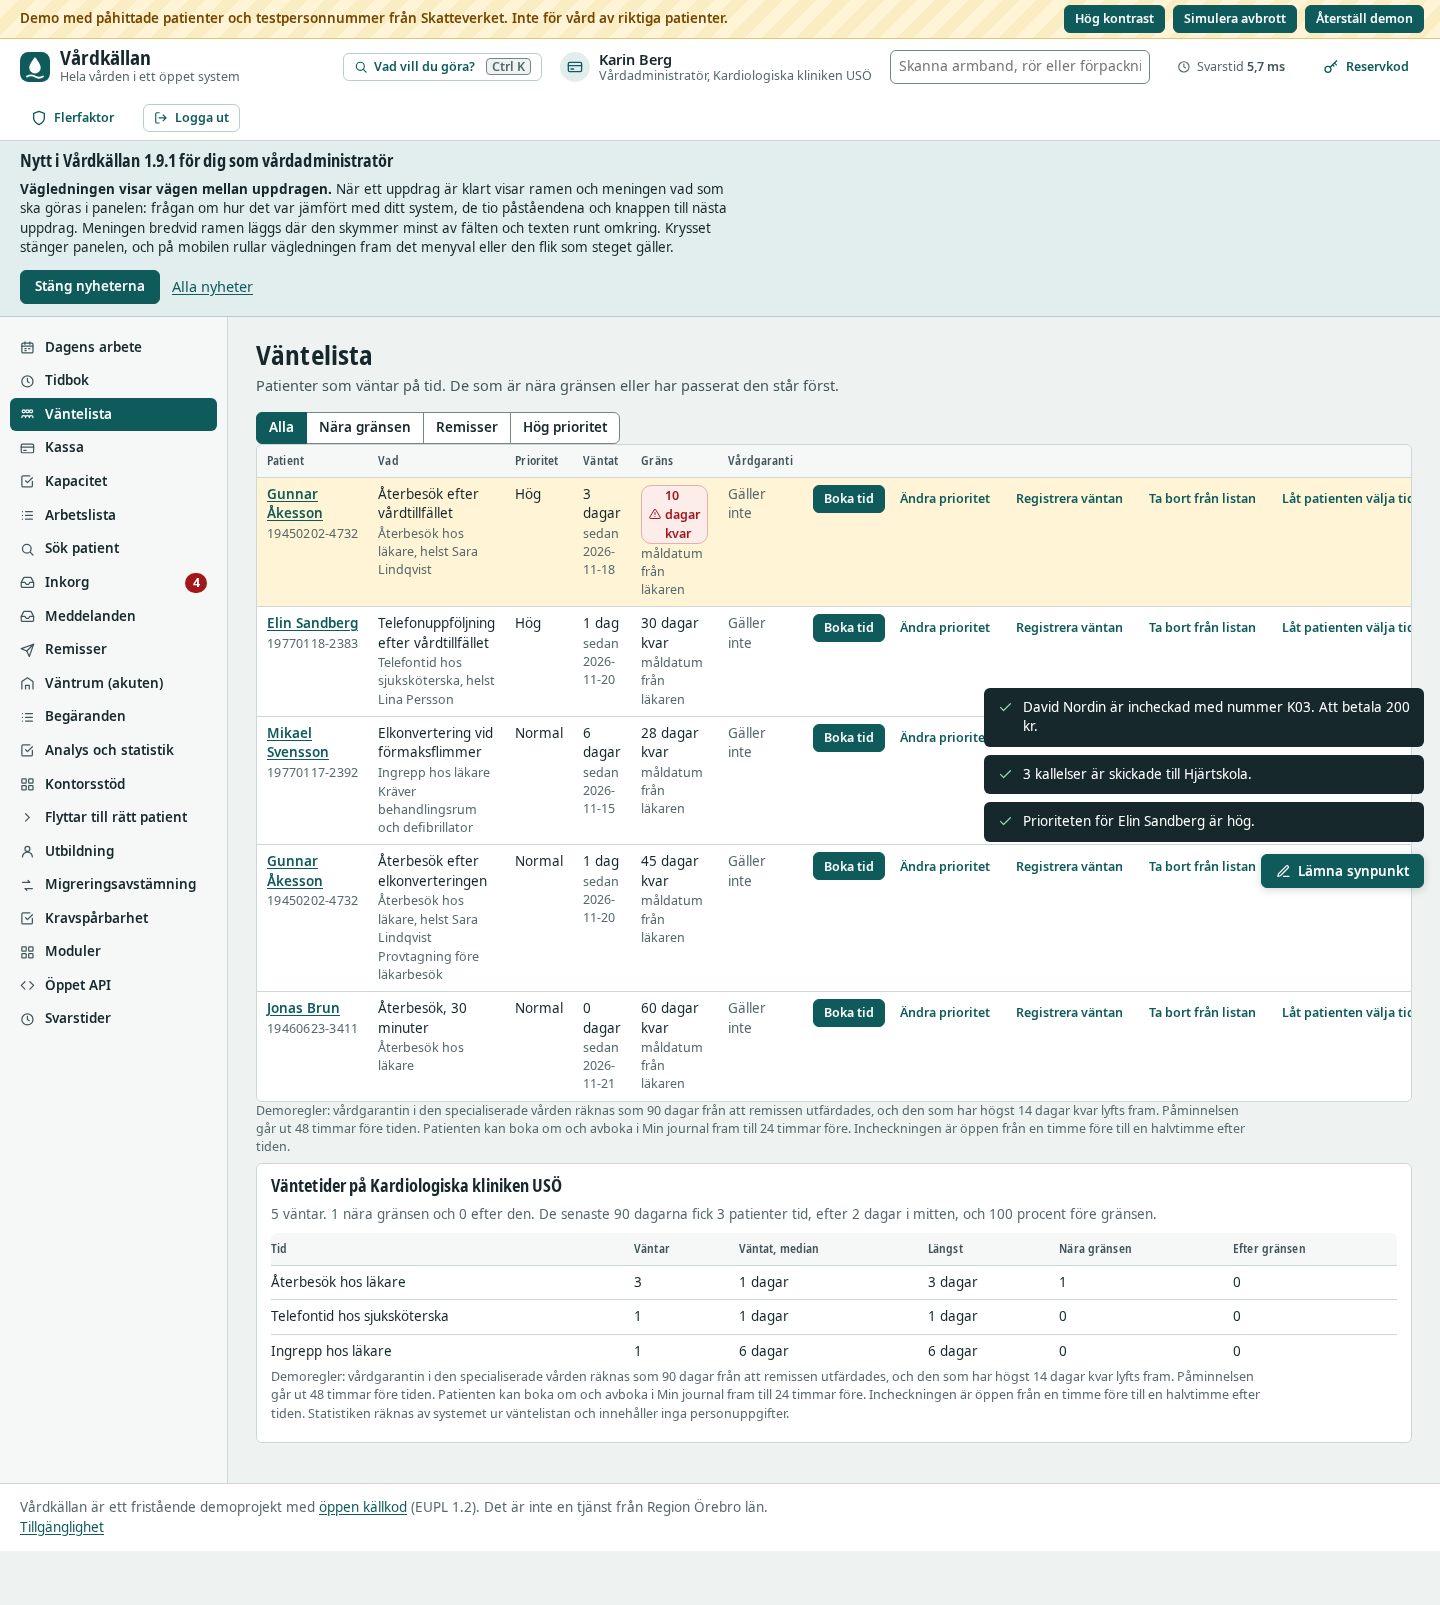 Demo med påhittade patienter och testpersonnummer från Skatteverket. Inte för vård av riktiga patienter.
Hög kontrast
Simulera avbrott
Återställ demon
Vårdkällan
Hela vården i ett öppet system
Vad vill du göra? Ctrl K
Karin Berg
Vårdadministratör, Kardiologiska kliniken USÖ
Skanna armband, rör eller förpackni
Svarstid 5,7 ms
Reservkod
Flerfaktor
Logga ut
Nytt i Vårdkällan 1.9.1 för dig som vårdadministratör
Vägledningen visar vägen mellan uppdragen. När ett uppdrag är klart visar ramen och meningen vad som
ska göras i panelen: frågan om hur det var jämfört med ditt system, de tio påståendena och knappen till nästa
uppdrag. Meningen bredvid ramen läggs där den skymmer minst av fälten och texten runt omkring. Krysset
stänger panelen, och på mobilen rullar vägledningen fram det menyval eller den flik som steget gäller.
Stäng nyheterna
Alla nyheter
Dagens arbete
Tidbok
Väntelista
Kassa
Kapacitet
Arbetslista
Sök patient
Inkorg 4
Meddelanden
Remisser
Väntrum (akuten)
Begäranden
Analys och statistik
Kontorsstöd
Flyttar till rätt patient
Utbildning
Migreringsavstämning
Kravspårbarhet
Moduler
Öppet API
Svarstider
Väntelista
Patienter som väntar på tid. De som är nära gränsen eller har passerat den står först.
Alla
Nära gränsen
Remisser
Hög prioritet
Patient Vad Prioritet Väntat Gräns Vårdgaranti
Gunnar
Åkesson
19450202-4732
Återbesök efter
vårdtillfället
Återbesök hos
läkare, helst Sara
Lindqvist
Hög
3
dagar
sedan
2026-
11-18
10
dagar
kvar
måldatum
från
läkaren
Gäller
inte
Boka tid
Ändra prioritet
Registrera väntan
Ta bort från listan
Låt patienten välja tid
Elin Sandberg
19770118-2383
Telefonuppföljning
efter vårdtillfället
Telefontid hos
sjuksköterska, helst
Lina Persson
Hög
1 dag
sedan
2026-
11-20
30 dagar
kvar
måldatum
från
läkaren
Gäller
inte
Boka tid
Ändra prioritet
Registrera väntan
Ta bort från listan
Låt patienten välja tid
Mikael
Svensson
19770117-2392
Elkonvertering vid
förmaksflimmer
Ingrepp hos läkare
Kräver
behandlingsrum
och defibrillator
Normal
6
dagar
sedan
2026-
11-15
28 dagar
kvar
måldatum
från
läkaren
Gäller
inte
Boka tid
Ändra priorite
Gunnar
Åkesson
19450202-4732
Återbesök efter
elkonverteringen
Återbesök hos
läkare, helst Sara
Lindqvist
Provtagning före
läkarbesök
Normal
1 dag
sedan
2026-
11-20
45 dagar
kvar
måldatum
från
läkaren
Gäller
inte
Boka tid
Ändra prioritet
Registrera väntan
Ta bort från listan
Jonas Brun
19460623-3411
Återbesök, 30
minuter
Återbesök hos
läkare
Normal
0
dagar
sedan
2026-
11-21
60 dagar
kvar
måldatum
från
läkaren
Gäller
inte
Boka tid
Ändra prioritet
Registrera väntan
Ta bort från listan
Låt patienten välja tid
David Nordin är incheckad med nummer K03. Att betala 200
kr.
3 kallelser är skickade till Hjärtskola.
Prioriteten för Elin Sandberg är hög.
Lämna synpunkt
Demoregler: vårdgarantin i den specialiserade vården räknas som 90 dagar från att remissen utfärdades, och den som har högst 14 dagar kvar lyfts fram. Påminnelsen
går ut 48 timmar före tiden. Patienten kan boka om och avboka i Min journal fram till 24 timmar före. Incheckningen är öppen från en timme före till en halvtimme efter
tiden.
Väntetider på Kardiologiska kliniken USÖ
5 väntar. 1 nära gränsen och 0 efter den. De senaste 90 dagarna fick 3 patienter tid, efter 2 dagar i mitten, och 100 procent före gränsen.
Tid Väntar Väntat, median Längst Nära gränsen Efter gränsen
Återbesök hos läkare 3 1 dagar 3 dagar 1 0
Telefontid hos sjuksköterska 1 1 dagar 1 dagar 0 0
Ingrepp hos läkare 1 6 dagar 6 dagar 0 0
Demoregler: vårdgarantin i den specialiserade vården räknas som 90 dagar från att remissen utfärdades, och den som har högst 14 dagar kvar lyfts fram. Påminnelsen
går ut 48 timmar före tiden. Patienten kan boka om och avboka i Min journal fram till 24 timmar före. Incheckningen är öppen från en timme före till en halvtimme efter
tiden. Statistiken räknas av systemet ur väntelistan och innehåller inga personuppgifter.
Vårdkällan är ett fristående demoprojekt med öppen källkod (EUPL 1.2). Det är inte en tjänst från Region Örebro län.
Tillgänglighet